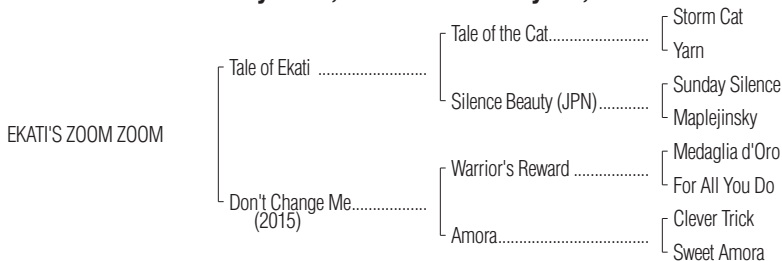 Storm Cat
Tale of the Cat......................
Yarn
Tale of Ekati ...........................
Sunday Silence
Silence Beauty (JPN)...........
Maplejinsky
EKATI'S ZOOM ZOOM
Medaglia d'Oro
Warrior's Reward .................
For All You Do
Don't Change Me.................
(2015)
Clever Trick
Amora..................................
Sweet Amora